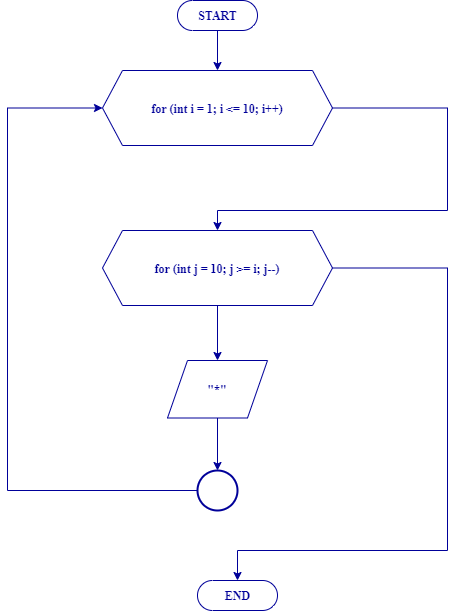 START
for (int i = 1; i <= 10; i++)
for (int j = 10; j >= i; j--)
"*"
END